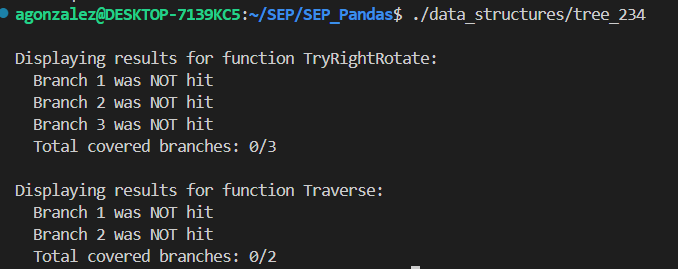 agonzalez@DESKTOP-7139KC5:~/SEP/SEP_Pandas$ ./data_structures/tree_234
Displaying results for function TryRightRotate:
Branch 1 was NOT hit
Branch 2 was NOT hit
Branch 3 was NOT hit
Total covered branches: 0/3
Displaying results for function Traverse:
Branch 1 was NOT hit
Branch 2 was NOT hit
Total covered branches: 0/2